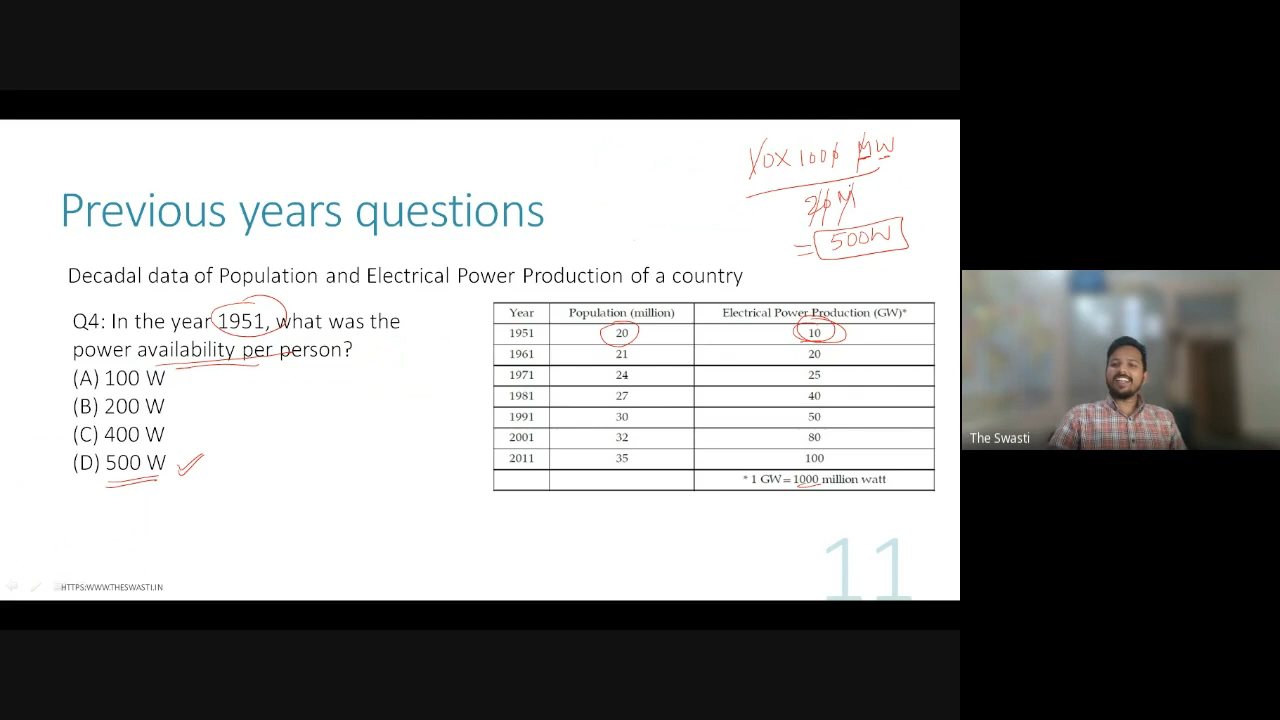 10 X 1000 MW
20 M
= 500W
Previous years questions
Decadal data of Population and Electrical Power Production of a country
Q4: In the year 1951, what was the
power availability per person?
(A) 100 W
(B) 200 W
(C) 400 W
(D) 500 W
Year Population (million) Electrical Power Production (GW)*
1951 20 10
1961 21 20
1971 24 25
1981 27 40
1991 30 50
2001 32 80
2011 35 100
* 1 GW = 1000 million watt
The Swasti
11
HTTPS:WWW.THESWASTI.IN